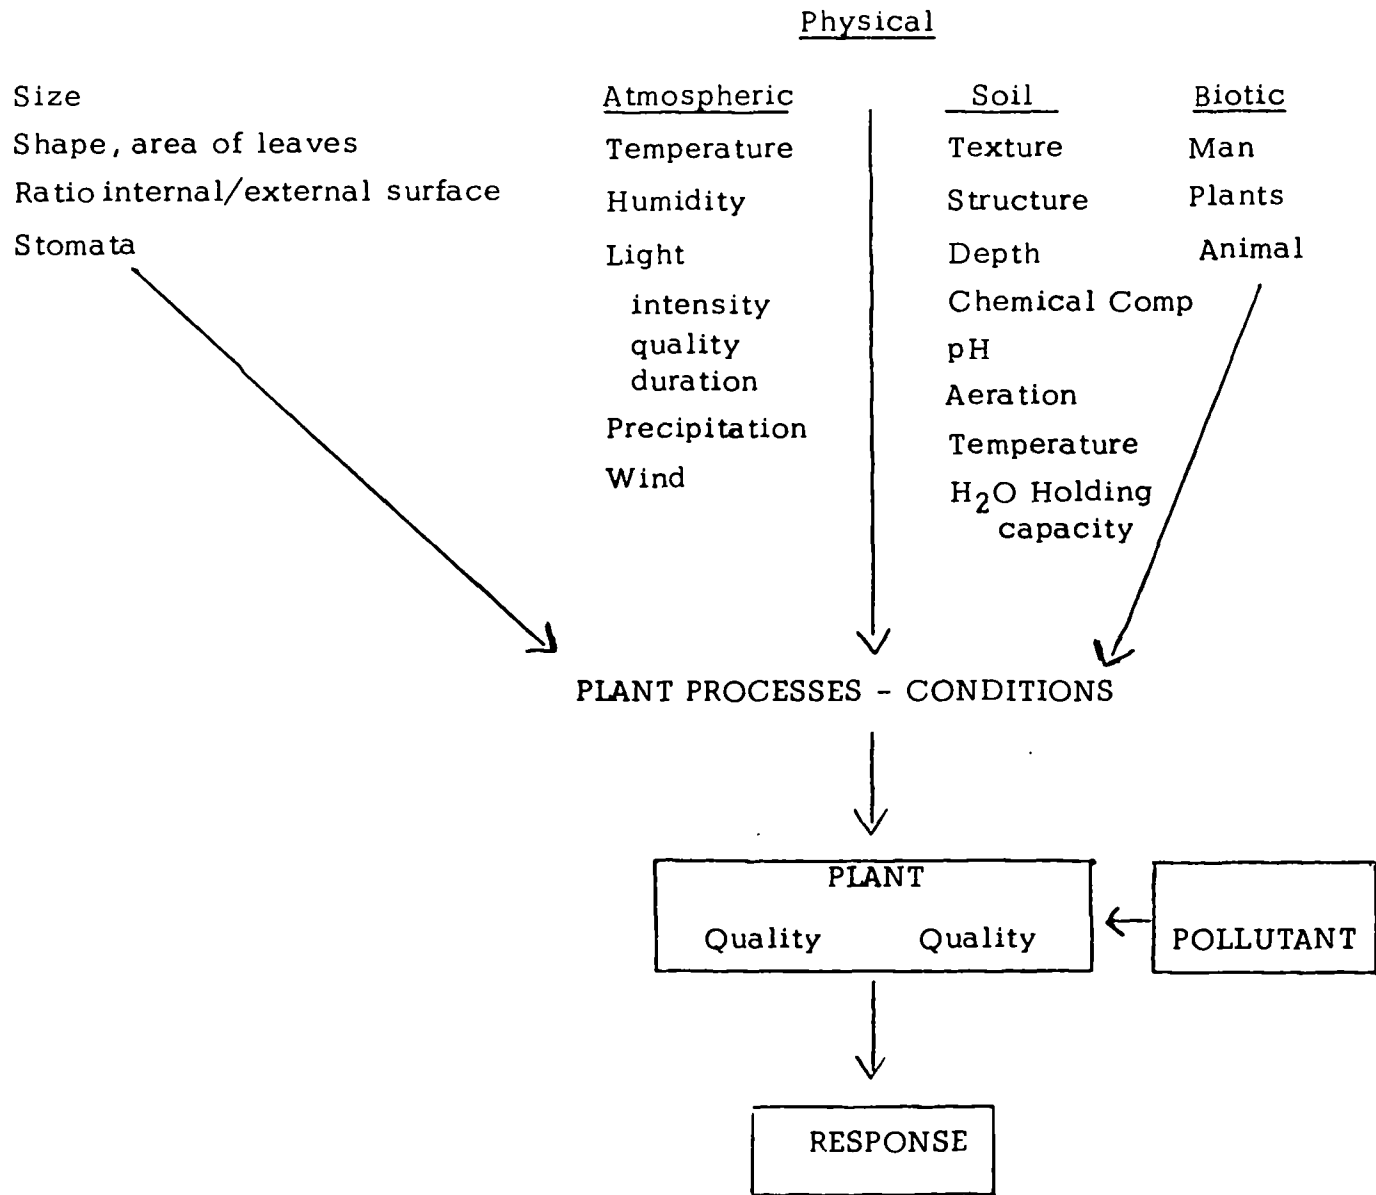 Physical
Size
Shape, area of leaves
Ratio internal/external surface
Stomata
Atmospheric
Temperature
Humidity
Light
intensity
quality
duration
Precipitation
Wind
Soil
Texture
Structure
Depth
Chemical Comp
pH
Aeration
Temperature
H₂O Holding
capacity
Biotic
Man
Plants
Animal
PLANT PROCESSES - CONDITIONS
PLANT
Quality Quality
POLLUTANT
RESPONSE